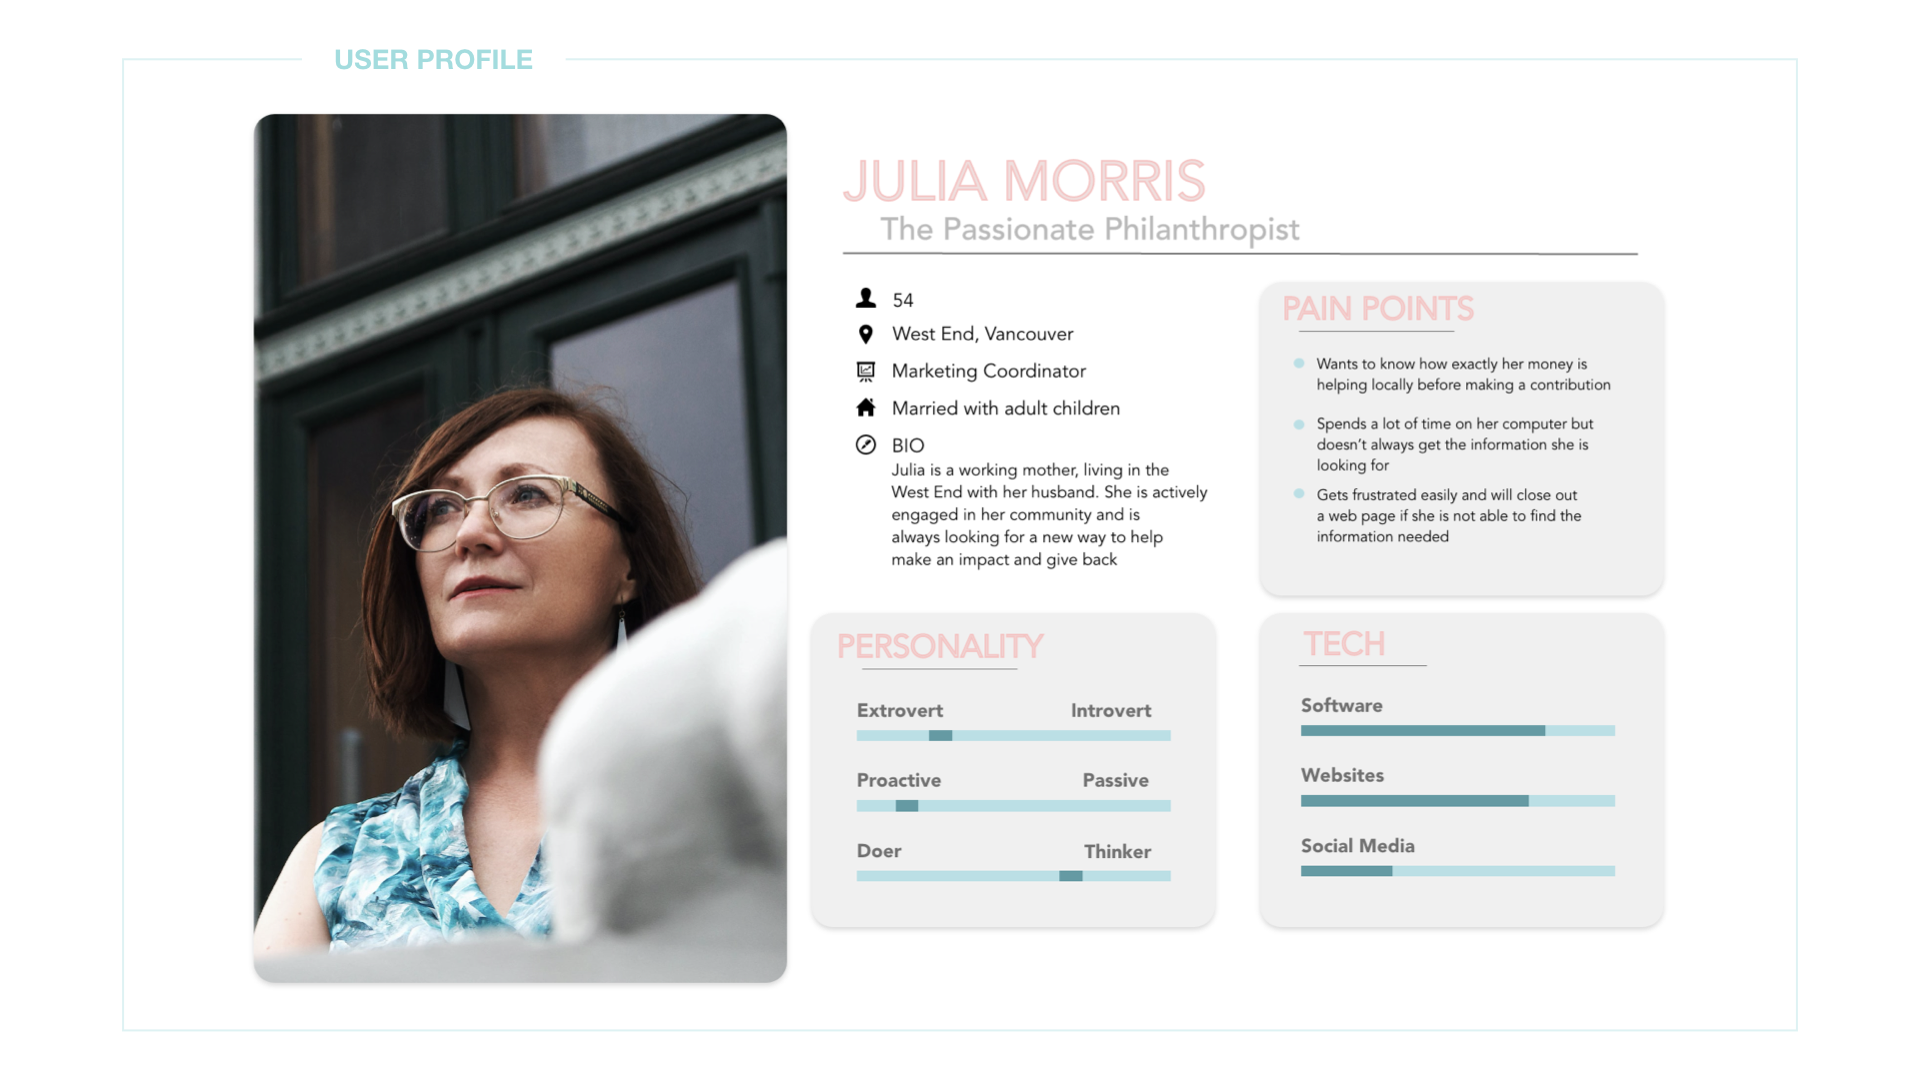 USER PROFILE
JULIA MORRIS
The Passionate Philanthropist
54
West End, Vancouver
Marketing Coordinator
Married with adult children
BIO
Julia is a working mother, living in the
West End with her husband. She is actively
engaged in her community and is
always looking for a new way to help
make an impact and give back
PAIN POINTS
Wants to know how exactly her money is
helping locally before making a contribution
Spends a lot of time on her computer but
doesn’t always get the information she is
looking for
Gets frustrated easily and will close out
a web page if she is not able to find the
information needed
PERSONALITY
Extrovert Introvert
Proactive Passive
Doer Thinker
TECH
Software
Websites
Social Media